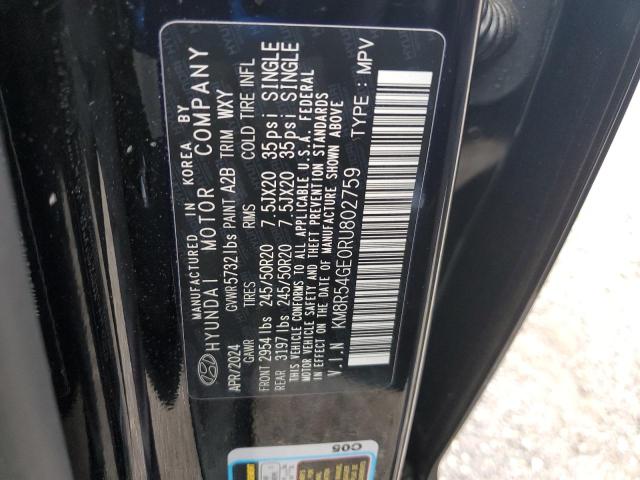 MANUFACTURED IN KOREA BY
HYUNDAI MOTOR COMPANY
APR/2024 GVWR 5732 lbs PAINT A2B TRIM WXY
GAWR TIRES RIMS COLD TIRE INFL
FRONT 2954 lbs 245/50R20 7.5JX20 35psi SINGLE
REAR 3197 lbs 245/50R20 7.5JX20 35psi SINGLE
THIS VEHICLE CONFORMS TO ALL APPLICABLE U.S.A. FEDERAL
MOTOR VEHICLE SAFETY AND THEFT PREVENTION STANDARDS
IN EFFECT ON THE DATE OF MANUFACTURE SHOWN ABOVE
V.I.N KM8R54GE0RU802759 TYPE : MPV
C05